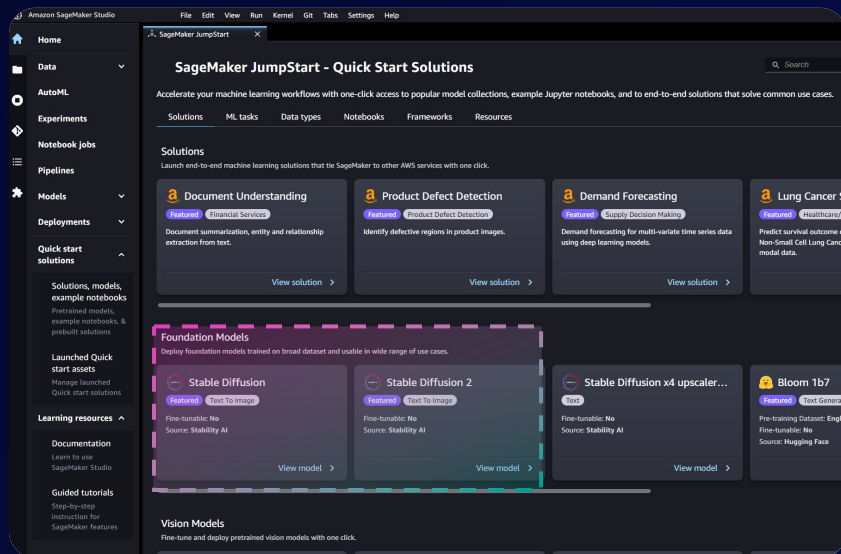 Amazon SageMaker Studio
File Edit View Run Kernel Git Tabs Settings Help
SageMaker JumpStart X
Home
Data
AutoML
Experiments
Notebook jobs
Pipelines
Models
Deployments
Quick start
solutions
Solutions, models,
example notebooks
Pretrained models,
example notebooks, &
prebuilt solutions
Launched Quick
start assets
Manage launched
Quick start solutions
Learning resources
Documentation
Learn to use
SageMaker Studio
Guided tutorials
Step-by-step
instruction for
SageMaker features
SageMaker JumpStart - Quick Start Solutions
Search
Accelerate your machine learning workflows with one-click access to popular model collections, example Jupyter notebooks, and to end-to-end solutions that solve common use cases.
Solutions ML tasks Data types Notebooks Frameworks Resources
Solutions
Launch end-to-end machine learning solutions that tie SageMaker to other AWS services with one click.
Document Understanding
Featured Financial Services
Document summarization, entity and relationship
extraction from text.
View solution >
Product Defect Detection
Featured Product Defect Detection
Identify defective regions in product images.
View solution >
Demand Forecasting
Featured Supply Decision Making
Demand forecasting for multi-variate time series data
using deep learning models.
View solution >
Lung Cancer
Featured Healthcare/
Predict survival outcome
Non-Small Cell Lung Canc
modal data.
Foundation Models
Deploy foundation models trained on broad dataset and usable in wide range of use cases.
Stable Diffusion
Featured Text To Image
Fine-tunable: No
Source: Stability AI
View model >
Stable Diffusion 2
Featured Text To Image
Fine-tunable: No
Source: Stability AI
View model >
Stable Diffusion x4 upscaler...
Text
Fine-tunable: No
Source: Stability AI
View model >
Bloom 1b7
Featured Text Genera
Pre-training Dataset: Engl
Fine-tunable: No
Source: Hugging Face
Vision Models
Fine-tune and deploy pretrained vision models with one click.